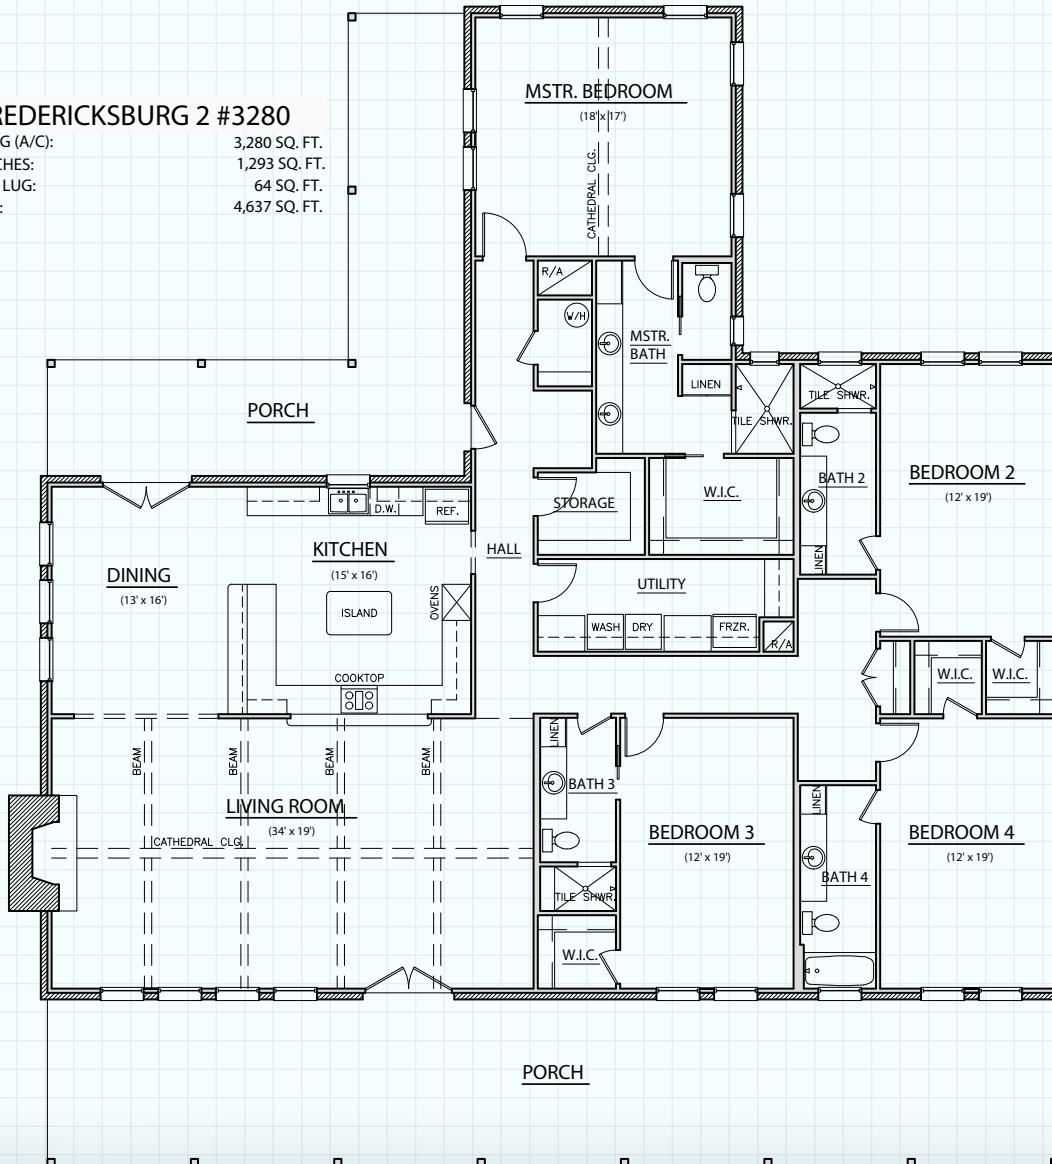 REDERICKSBURG 2 #3280
G (A/C): 3,280 SQ. FT.
CHES: 1,293 SQ. FT.
LUG: 64 SQ. FT.
: 4,637 SQ. FT.
MSTR. BEDROOM
(18' x 17')
CATHEDRAL CLG.
R/A
W/H
MSTR.
BATH
LINEN
TILE SHWR.
TILE SHWR.
PORCH
BATH 2
BEDROOM 2
(12' x 19')
LINEN
W.I.C.
STORAGE
D.W.
REF.
HALL
KITCHEN
(15' x 16')
DINING
(13' x 16')
ISLAND
OVENS
COOKTOP
UTILITY
WASH
DRY
FRZR.
R/A
W.I.C.
W.I.C.
BEAM
BEAM
BEAM
BEAM
LIVING ROOM
(34' x 19')
CATHEDRAL CLG.
LINEN
BATH 3
TILE SHWR.
W.I.C.
BEDROOM 3
(12' x 19')
LINEN
BATH 4
BEDROOM 4
(12' x 19')
PORCH